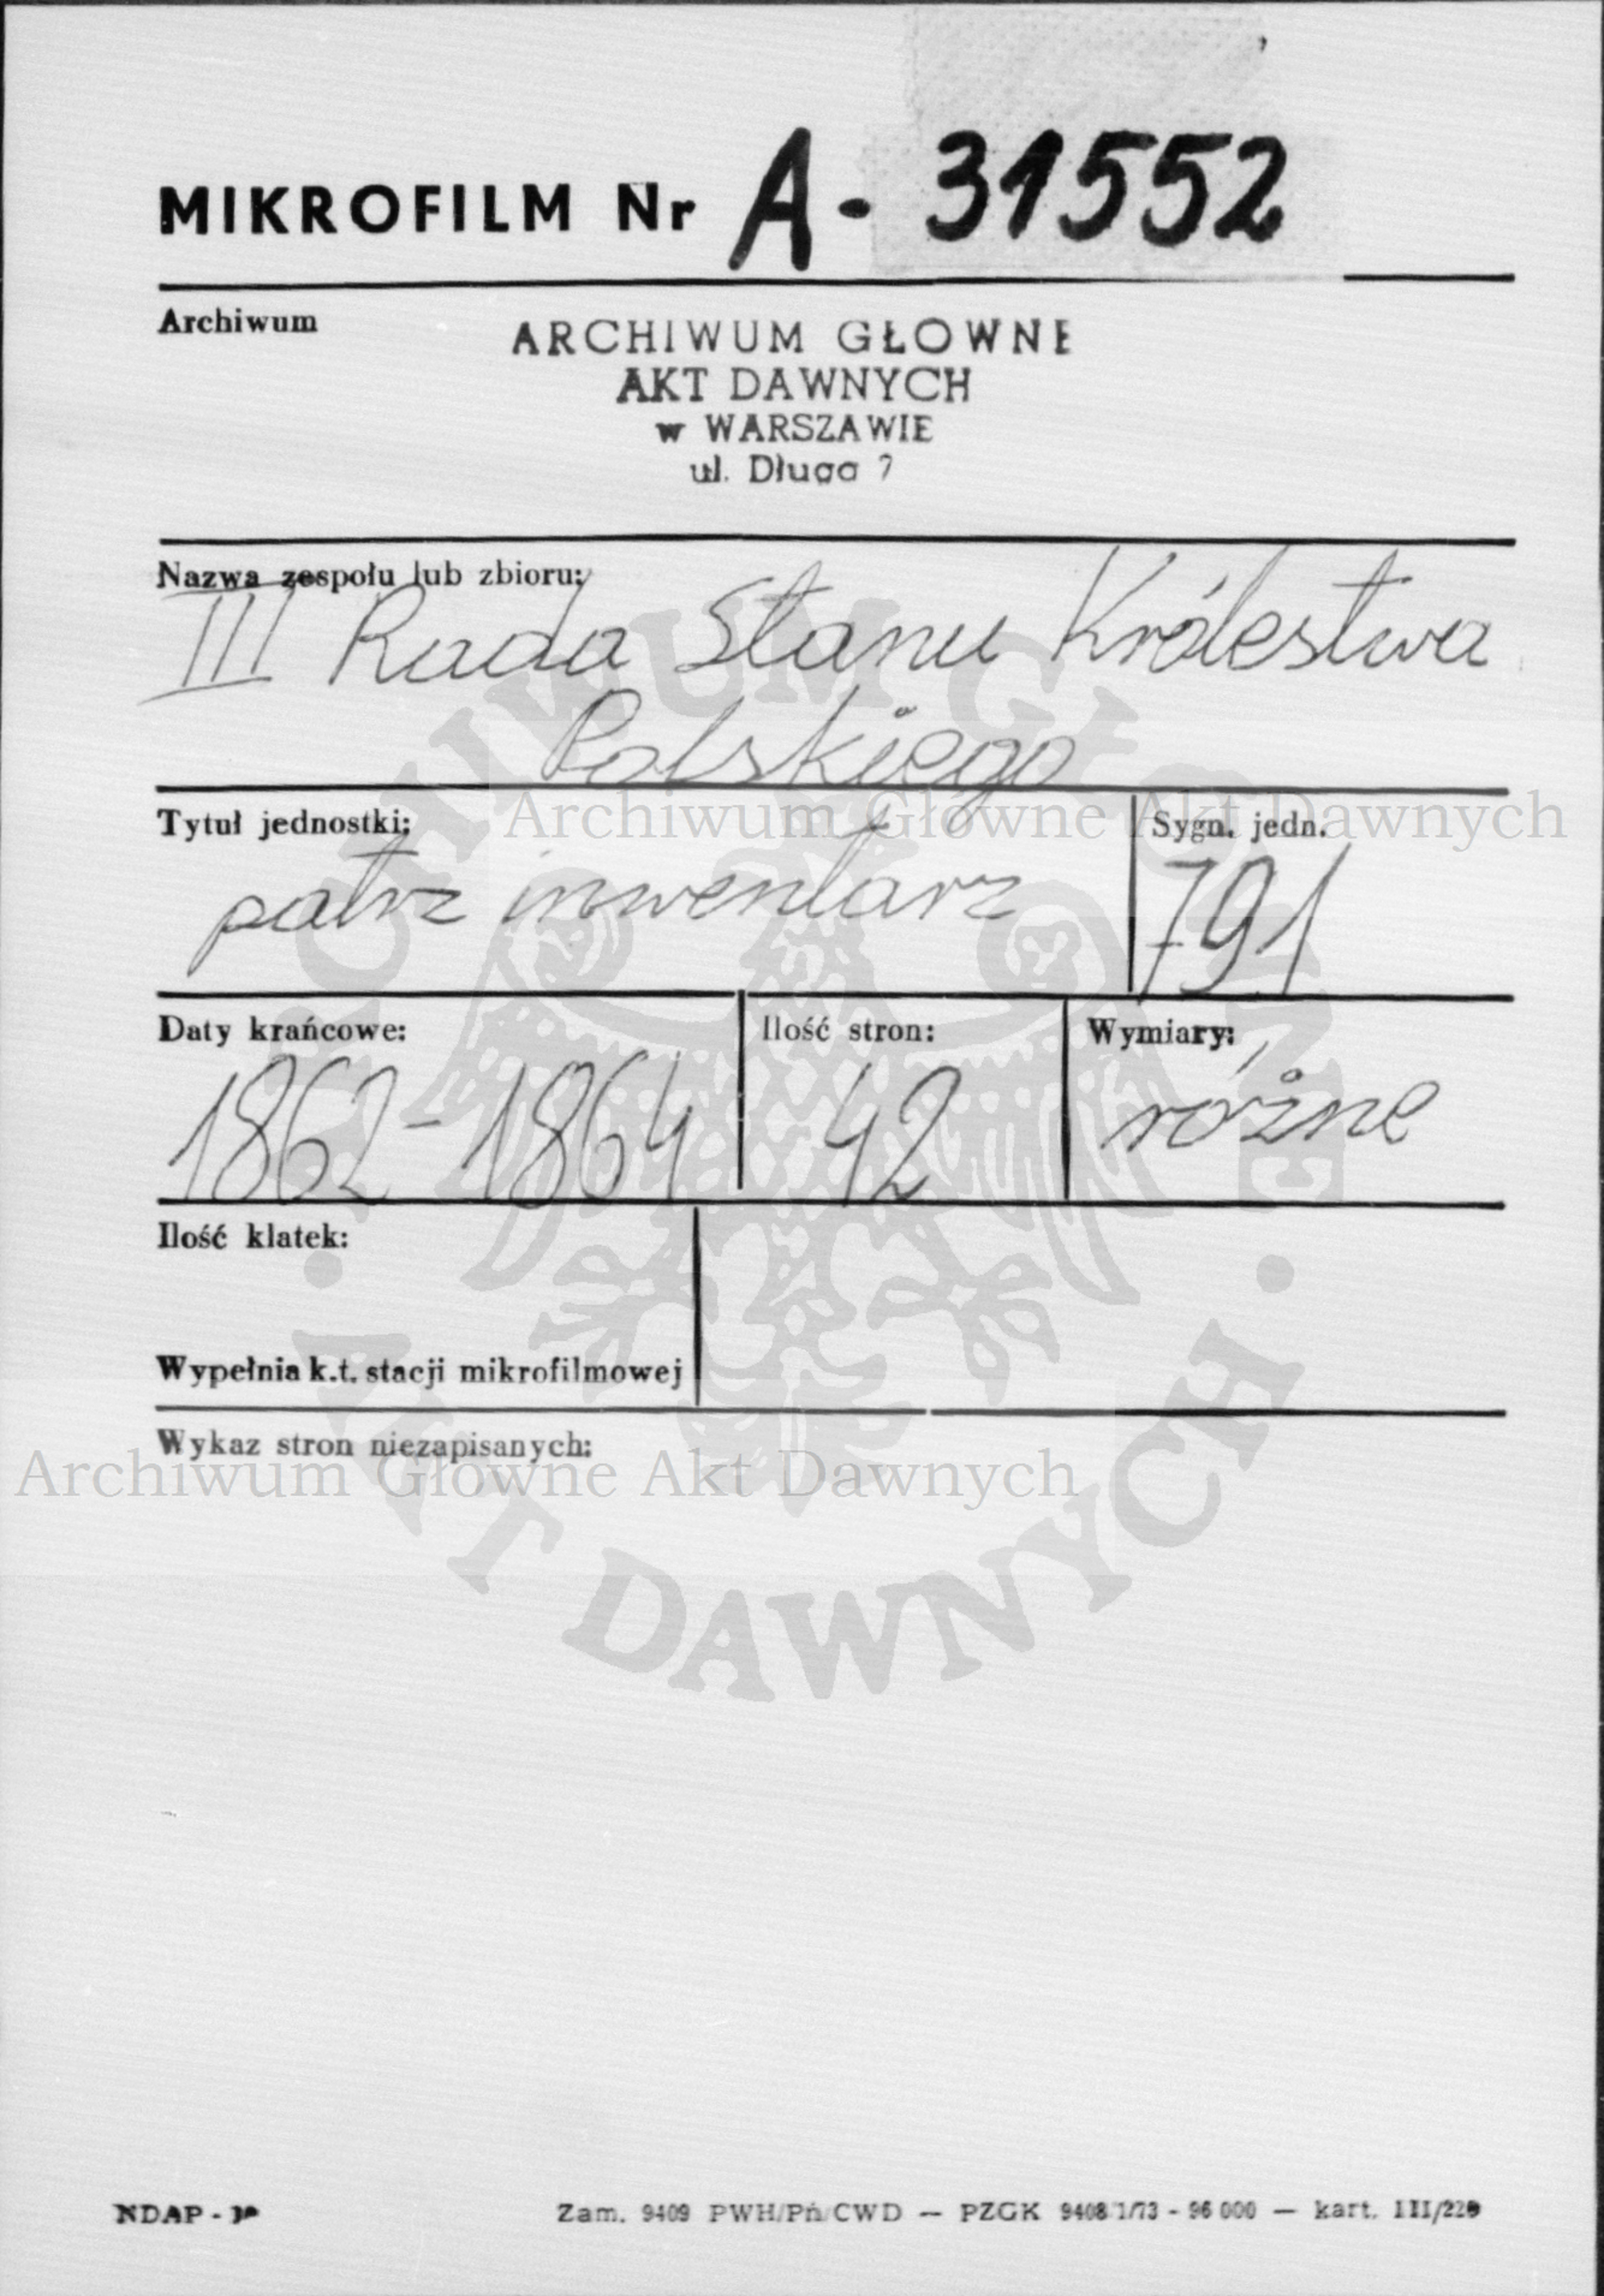 MIKROFILM Nr A- 31552
Archiwum
ARCHIWUM GŁOWNE
AKT DAWNYCH
w WARSZAWIE
ul. Długa 7
Nazwa zespołu lub zbioru:
III Rada Stanu Królestwa
Polskiego
Archiwum Główne Akt Dawnych
Tytuł jednostki: Sygn. jedn.
patrz inwentarz 791
Daty krańcowe: Ilość stron: Wymiary:
1862-1864 42 różne
Ilość klatek:
Wypełnia k.t. stacji mikrofilmowej
Wykaz stron niezapisanych:
Archiwum Główne Akt Dawnych
AKT DAWNYCH
NDAP -
Zam. 9409 PWH/Pń/CWD — PZGK 9408/1/73 - 96 000 — kart. III/220